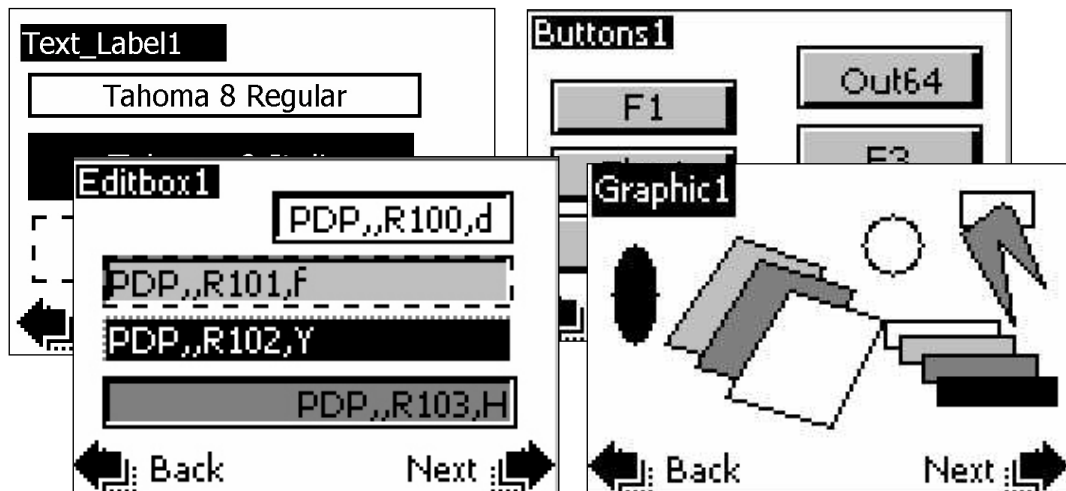 Text_Label1
Tahoma 8 Regular
Buttons1
F1
Out64
F3
Editbox1
PDP,,R100,d
PDP,,R101,f
PDP,,R102,Y
PDP,,R103,H
Back Next
Graphic1
Back Next